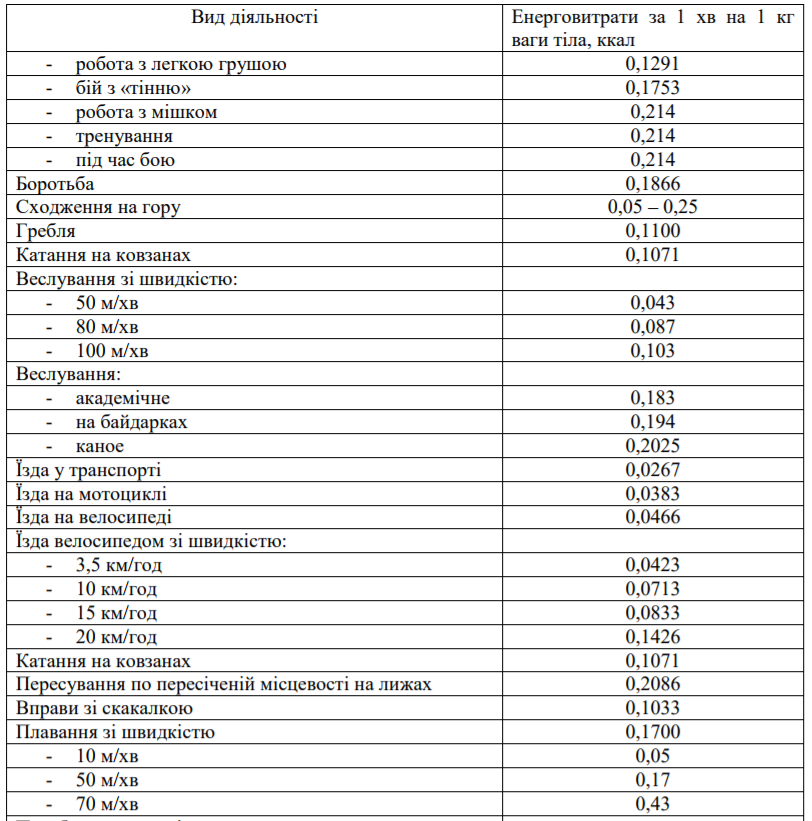 Вид діяльності Енерговитрати за 1 хв на 1 кг
ваги тіла, ккал
- робота з легкою грушою 0,1291
- бій з «тінню» 0,1753
- робота з мішком 0,214
- тренування 0,214
- під час бою 0,214
Боротьба 0,1866
Сходження на гору 0,05 – 0,25
Гребля 0,1100
Катання на ковзанах 0,1071
Веслування зі швидкістю:
- 50 м/хв 0,043
- 80 м/хв 0,087
- 100 м/хв 0,103
Веслування:
- академічне 0,183
- на байдарках 0,194
- каное 0,2025
Їзда у транспорті 0,0267
Їзда на мотоциклі 0,0383
Їзда на велосипеді 0,0466
Їзда велосипедом зі швидкістю:
- 3,5 км/год 0,0423
- 10 км/год 0,0713
- 15 км/год 0,0833
- 20 км/год 0,1426
Катання на ковзанах 0,1071
Пересування по пересіченій місцевості на лижах 0,2086
Вправи зі скакалкою 0,1033
Плавання зі швидкістю 0,1700
- 10 м/хв 0,05
- 50 м/хв 0,17
- 70 м/хв 0,43